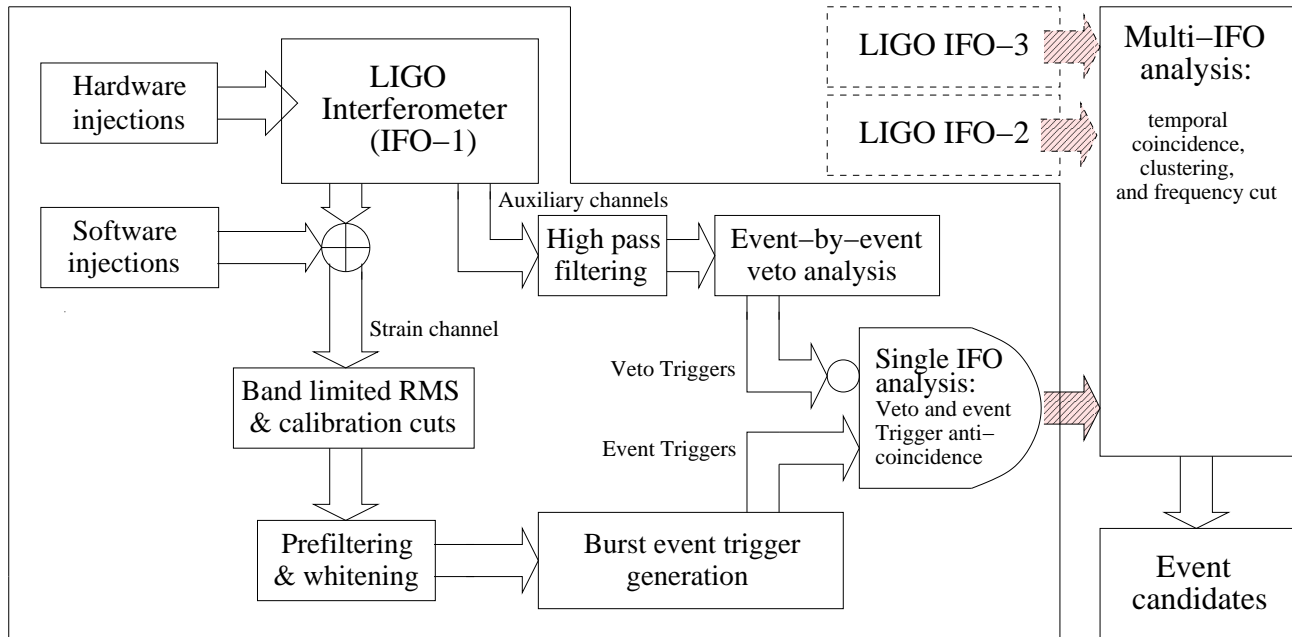 Hardware
injections
LIGO
Interferometer
(IFO−1)
LIGO IFO−3
LIGO IFO−2
Multi−IFO
analysis:
temporal
coincidence,
clustering,
and frequency cut
Software
injections
Auxiliary channels
High pass
filtering
Event−by−event
veto analysis
Strain channel
Band limited RMS
& calibration cuts
Veto Triggers
Event Triggers
Single IFO
analysis:
Veto and event
Trigger anti−
coincidence
Prefiltering
& whitening
Burst event trigger
generation
Event
candidates